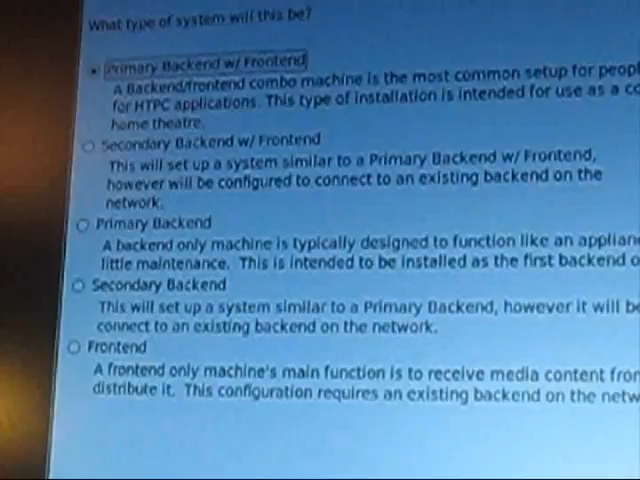 What type of system will this be?
Primary Backend w/ Frontend
A Backend/frontend combo machine is the most common setup for
for HTPC applications. This type of installation is intended for use as a
home theatre.
Secondary Backend w/ Frontend
This will set up a system similar to a Primary Backend w/ Frontend,
however will be configured to connect to an existing backend on the
network.
Primary Backend
A backend only machine is typically designed to function like an
little maintenance. This is intended to be installed as the first backend
Secondary Backend
This will set up a system similar to a Primary Backend, however it will
connect to an existing backend on the network.
Frontend
A frontend only machine's main function is to receive media content
distribute it. This configuration requires an existing backend on the